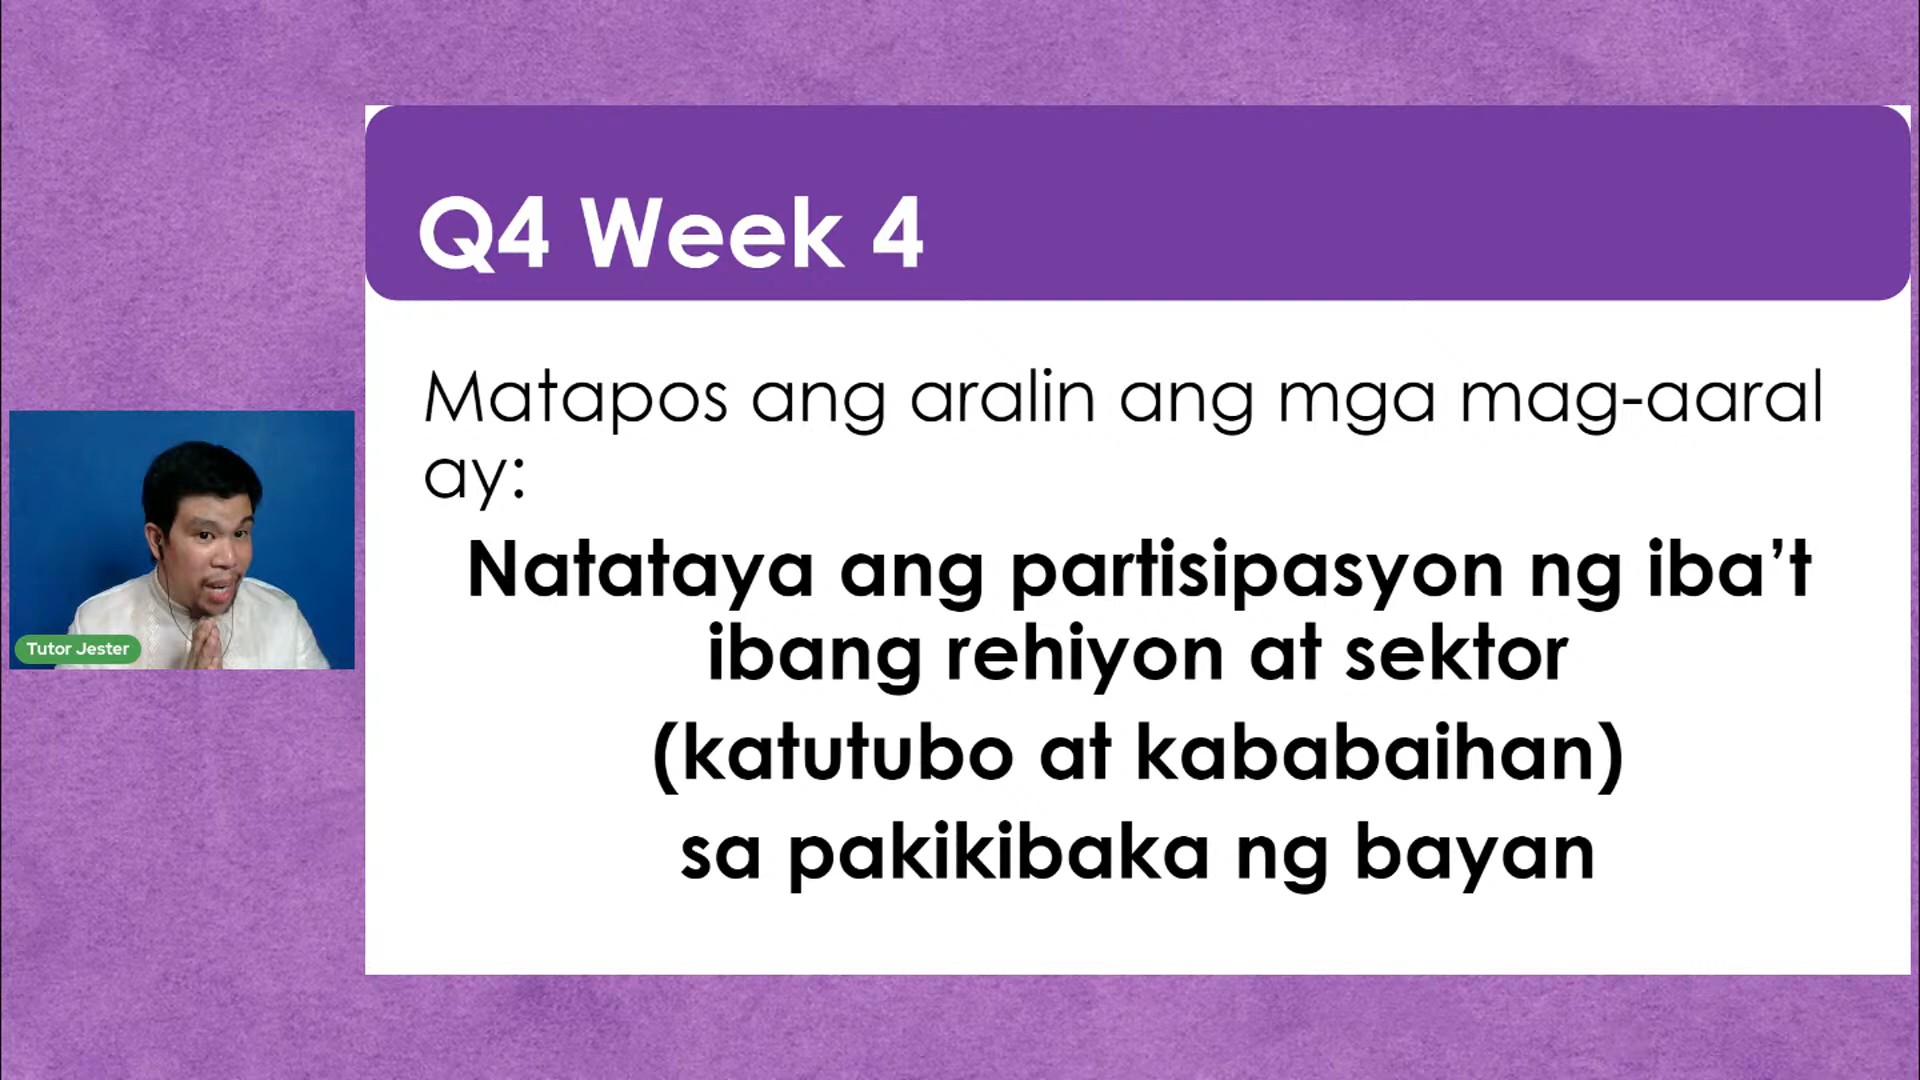 Q4 Week 4
Matapos ang aralin ang mga mag-aaral
ay:
Natataya ang partisipasyon ng iba’t
ibang rehiyon at sektor
(katutubo at kababaihan)
sa pakikibaka ng bayan
Tutor Jester